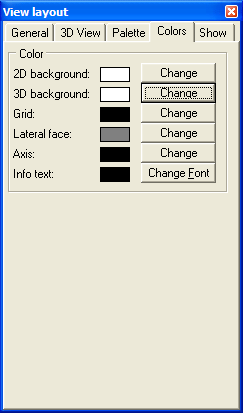 View layout
General 3D View Palette Colors Show
Color
2D background: Change
3D background: Change
Grid: Change
Lateral face: Change
Axis: Change
Info text: Change Font